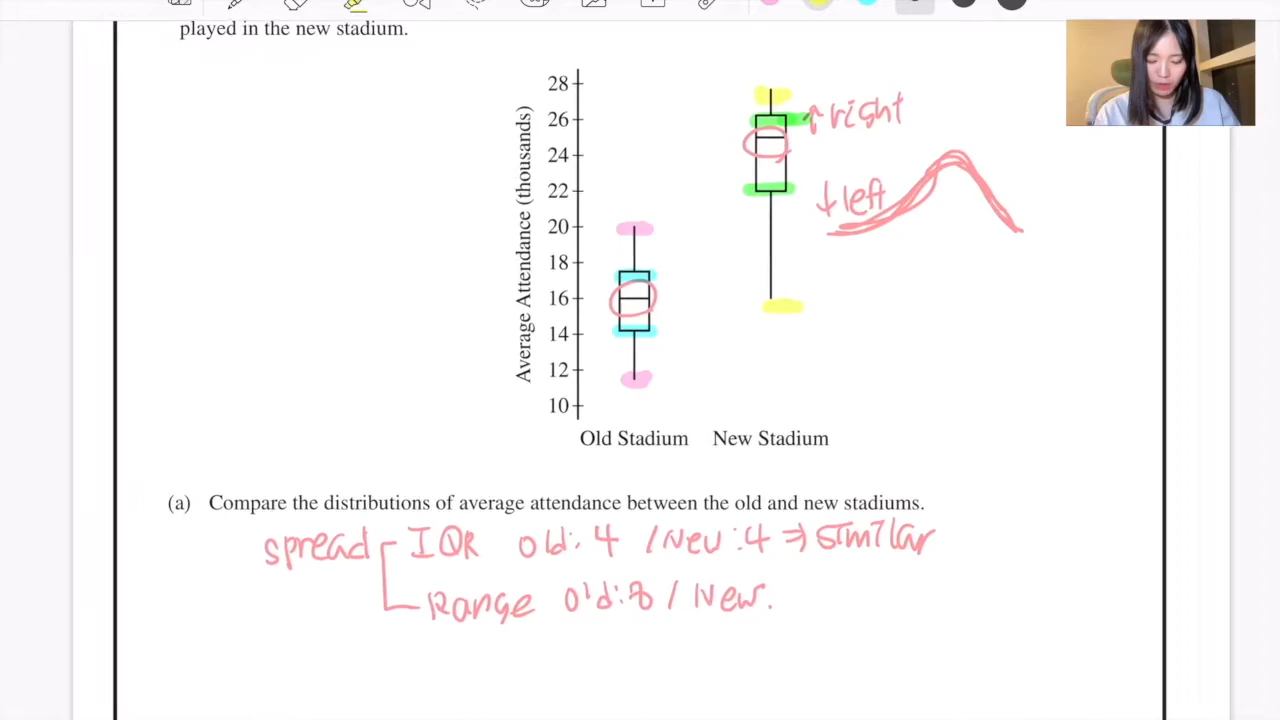 played in the new stadium.
Average Attendance (thousands)
28
26
24
22
20
18
16
14
12
10
↑ right
↓ left
Old Stadium New Stadium
(a) Compare the distributions of average attendance between the old and new stadiums.
spread IQR old: 4 / New: 4 ⇒ similar
Range old: 8 / New.